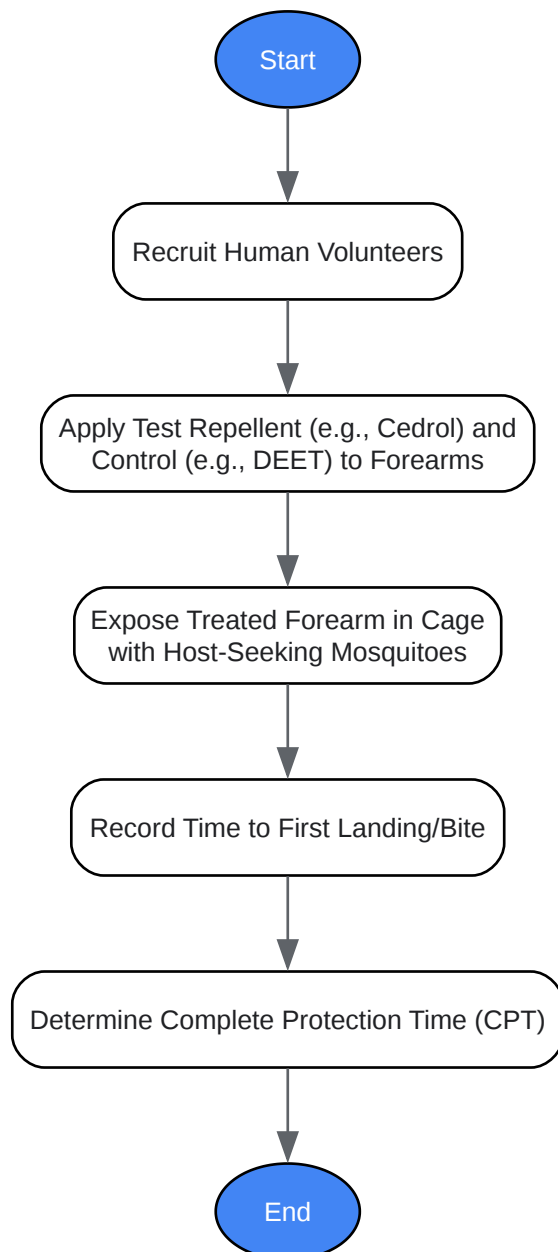 Start
Recruit Human Volunteers
Apply Test Repellent (e.g., Cedrol) and
Control (e.g., DEET) to Forearms
Expose Treated Forearm in Cage
with Host-Seeking Mosquitoes
Record Time to First Landing/Bite
Determine Complete Protection Time (CPT)
End